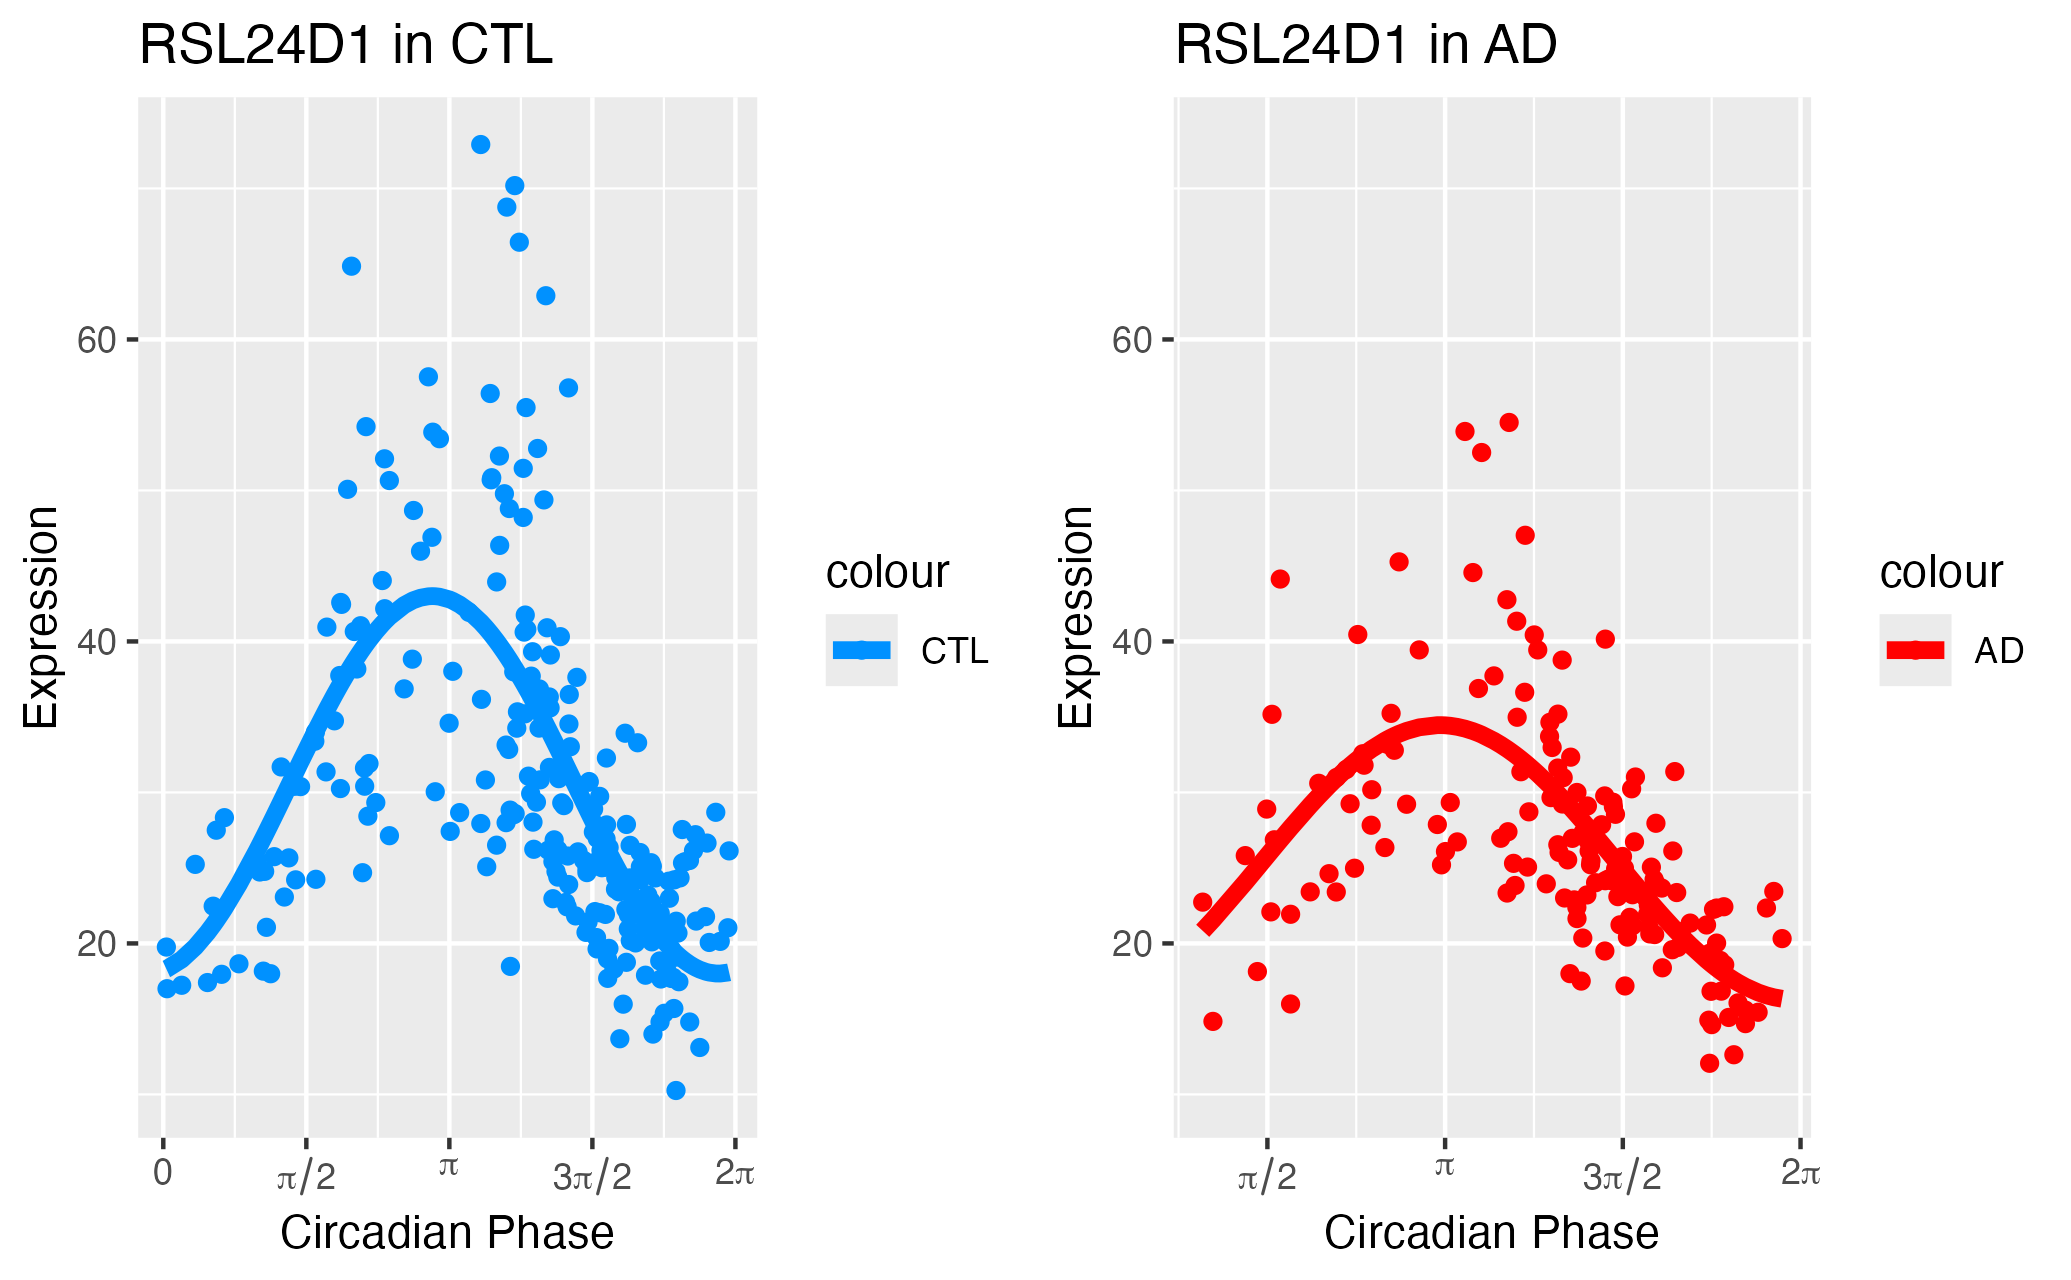 RSL24D1 in CTL
Expression
60
40
20
0
π/2
π
3π/2
2π
Circadian Phase
colour
CTL
RSL24D1 in AD
Expression
60
40
20
π/2
π
3π/2
2π
Circadian Phase
colour
AD